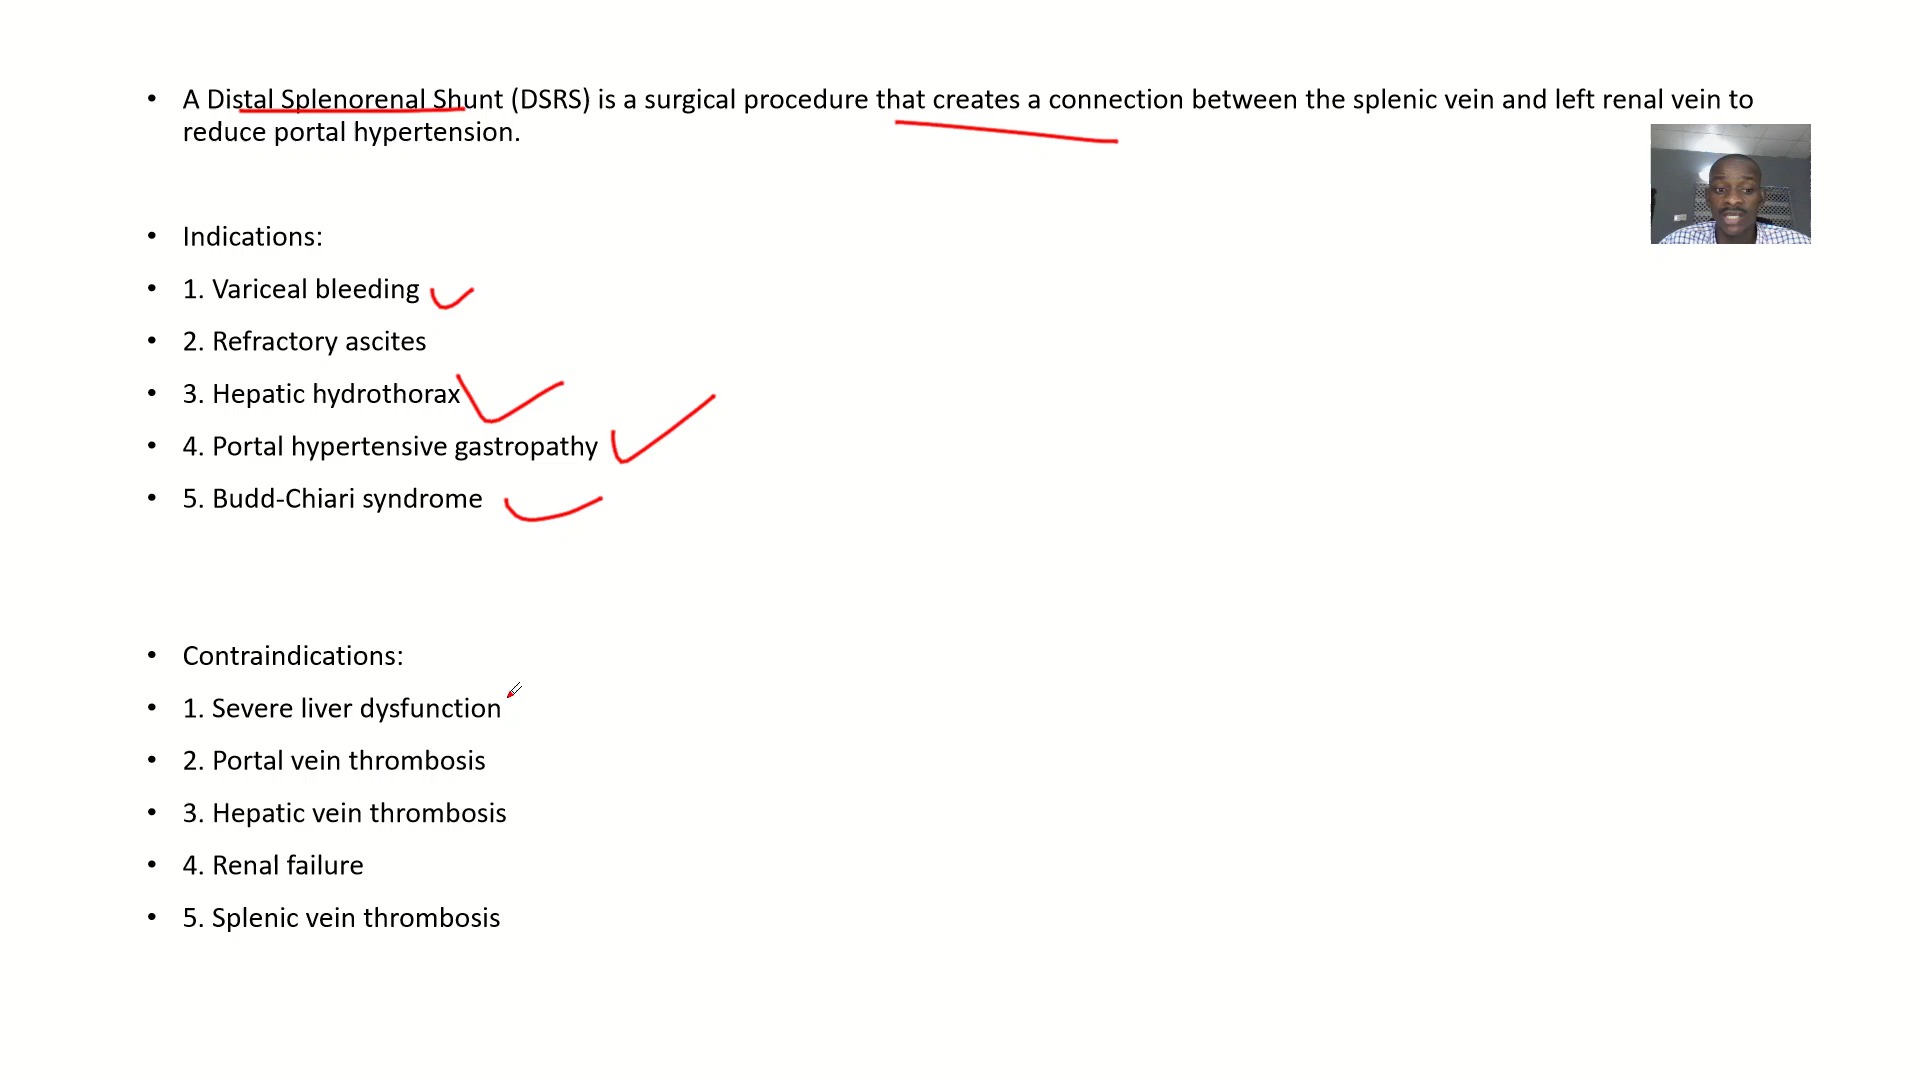 • A Distal Splenorenal Shunt (DSRS) is a surgical procedure that creates a connection between the splenic vein and left renal vein to
reduce portal hypertension.
• Indications:
• 1. Variceal bleeding
• 2. Refractory ascites
• 3. Hepatic hydrothorax
• 4. Portal hypertensive gastropathy
• 5. Budd-Chiari syndrome
• Contraindications:
• 1. Severe liver dysfunction
• 2. Portal vein thrombosis
• 3. Hepatic vein thrombosis
• 4. Renal failure
• 5. Splenic vein thrombosis